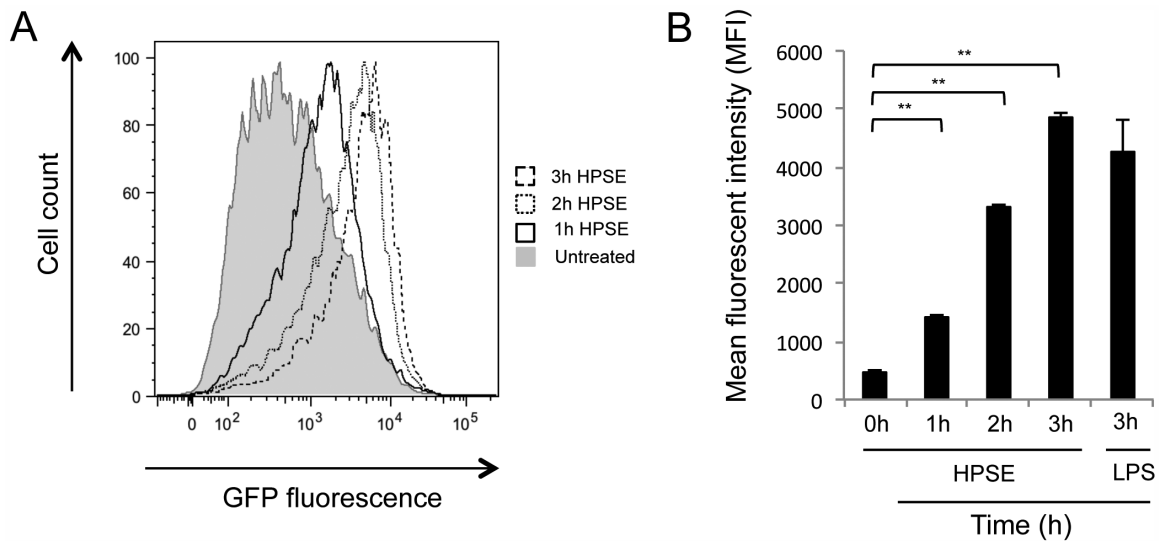 A
Cell count
100
80
60
40
20
0
0 10² 10³ 10⁴ 10⁵
GFP fluorescence
3h HPSE
2h HPSE
1h HPSE
Untreated
B
Mean fluorescent intensity (MFI)
6000
5000
4000
3000
2000
1000
0
**
**
**
0h 1h 2h 3h 3h
HPSE LPS
Time (h)